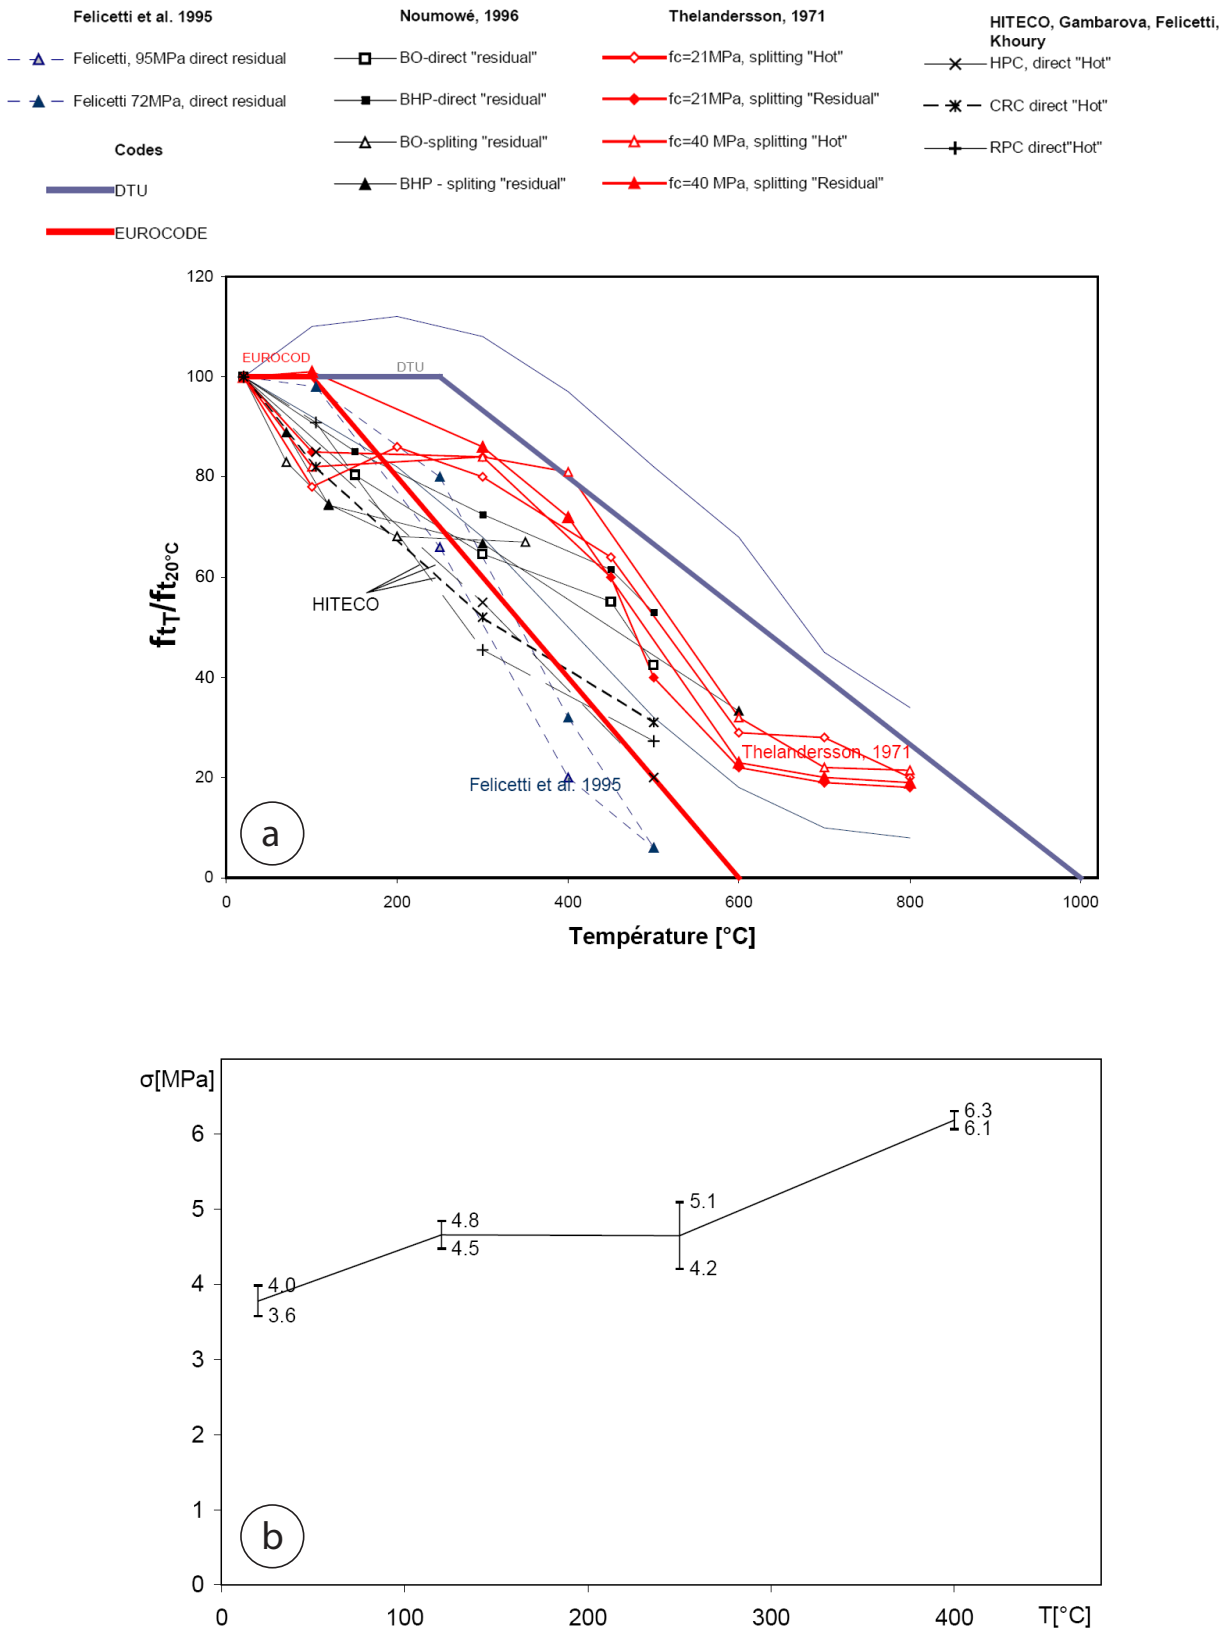 Felicetti et al. 1995
Felicetti, 95MPa direct residual
Felicetti 72MPa, direct residual
Codes
DTU
EUROCODE
Noumowé, 1996
BO-direct "residual"
BHP-direct "residual"
BO-spliting "residual"
BHP - spliting "residual"
Thelandersson, 1971
fc=21MPa, splitting "Hot"
fc=21MPa, splitting "Residual"
fc=40 MPa, splitting "Hot"
fc=40 MPa, splitting "Residual"
HITECO, Gambarova, Felicetti,
Khoury
HPC, direct "Hot"
CRC direct "Hot"
RPC direct"Hot"
120
100
80
60
40
20
0
ftT/ft20°C
EUROCOD
DTU
HITECO
Thelandersson, 1971
Felicetti et al. 1995
a
0 200 400 600 800 1000
Température [°C]
σ[MPa]
6
5
4
3
2
1
0
4.0
3.6
4.8
4.5
5.1
4.2
6.3
6.1
b
0 100 200 300 400 T[°C]